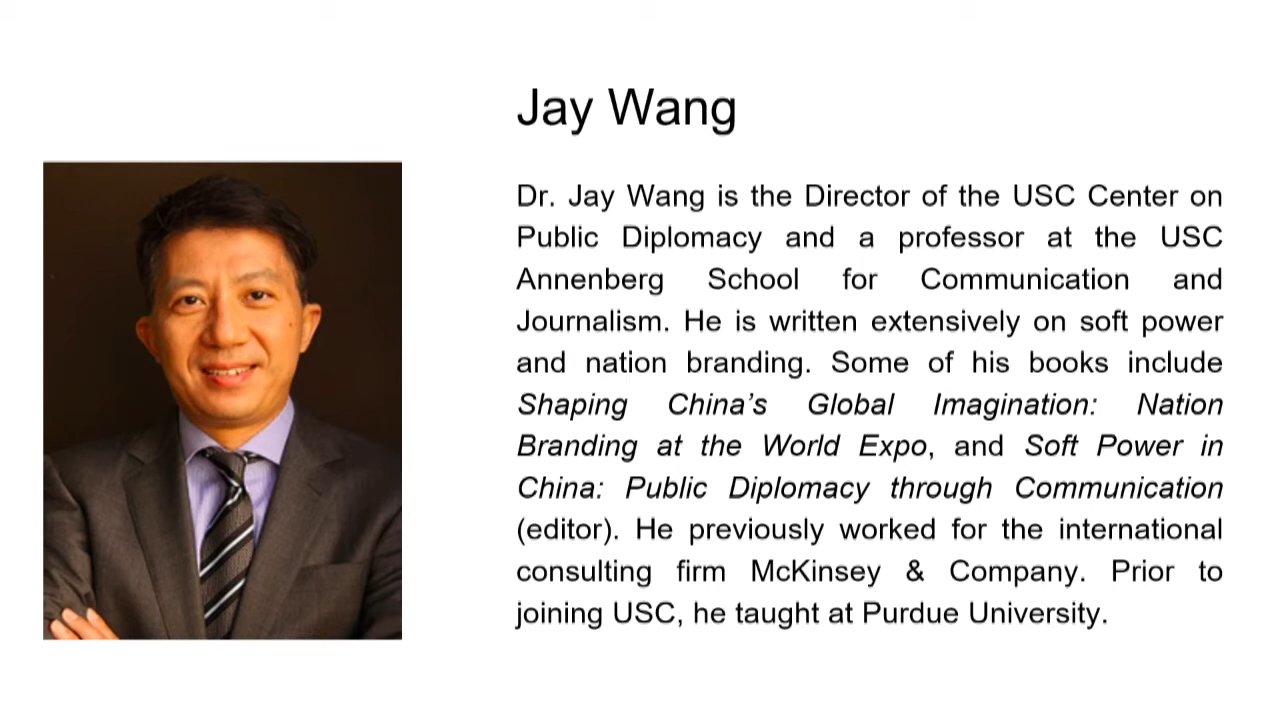 Jay Wang
Dr. Jay Wang is the Director of the USC Center on
Public Diplomacy and a professor at the USC
Annenberg School for Communication and
Journalism. He is written extensively on soft power
and nation branding. Some of his books include
Shaping China’s Global Imagination: Nation
Branding at the World Expo, and Soft Power in
China: Public Diplomacy through Communication
(editor). He previously worked for the international
consulting firm McKinsey & Company. Prior to
joining USC, he taught at Purdue University.